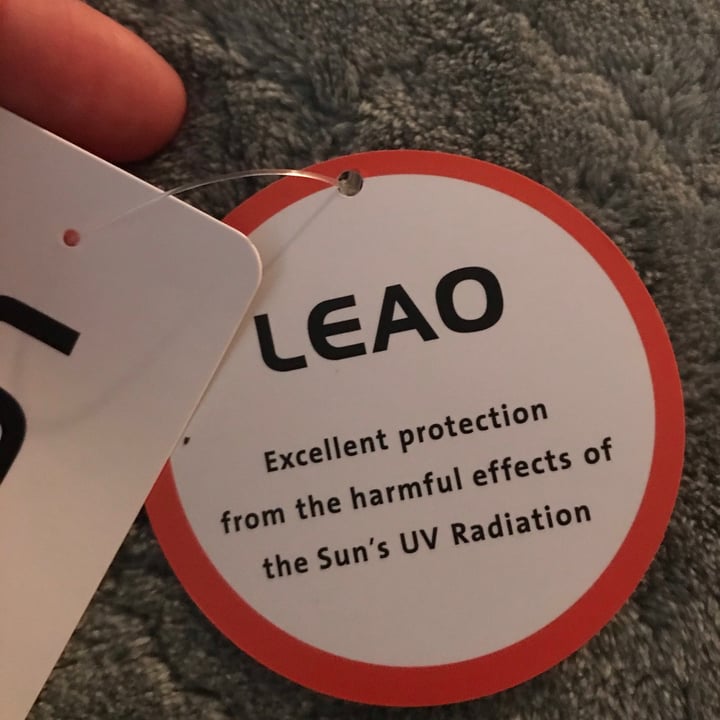 LEAO
Excellent protection
from the harmful effects of
the Sun's UV Radiation